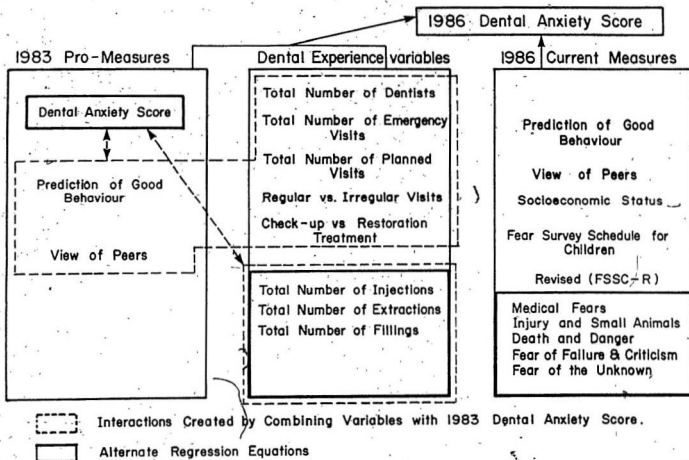 1986 Dental Anxiety Score
1983 Pro-Measures
Dental Experience variables
1986 Current Measures
Dental Anxiety Score
Prediction of Good
Behaviour
View of Peers
Total Number of Dentists
Total Number of Emergency
Visits
Total Number of Planned
Visits
Regular vs. Irregular Visits
Check-up vs Restoration
Treatment
Total Number of Injections
Total Number of Extractions
Total Number of Fillings
Prediction of Good
Behaviour
View of Peers
Socioeconomic Status
Fear Survey Schedule for
Children
Revised (FSSC-R)
Medical Fears
Injury and Small Animals
Death and Danger
Fear of Failure & Criticism
Fear of the Unknown
Interactions Created by Combining Variables with 1983 Dental Anxiety Score.
Alternate Regression Equations